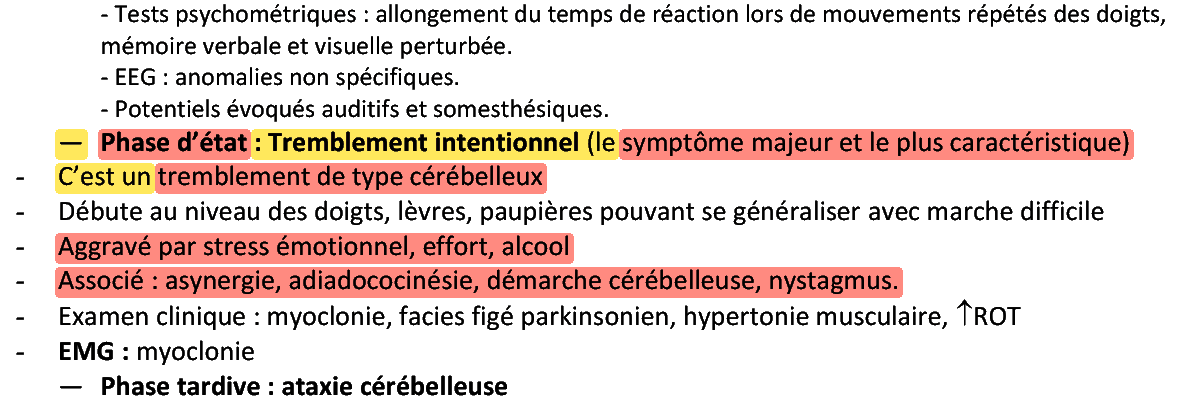 - Tests psychométriques : allongement du temps de réaction lors de mouvements répétés des doigts,
mémoire verbale et visuelle perturbée.
- EEG : anomalies non spécifiques.
- Potentiels évoqués auditifs et somesthésiques.
— Phase d’état : Tremblement intentionnel (le symptôme majeur et le plus caractéristique)
- C’est un tremblement de type cérébelleux
- Débute au niveau des doigts, lèvres, paupières pouvant se généraliser avec marche difficile
- Aggravé par stress émotionnel, effort, alcool
- Associé : asynergie, adiadococinésie, démarche cérébelleuse, nystagmus.
- Examen clinique : myoclonie, facies figé parkinsonien, hypertonie musculaire, ↑ROT
- EMG : myoclonie
— Phase tardive : ataxie cérébelleuse